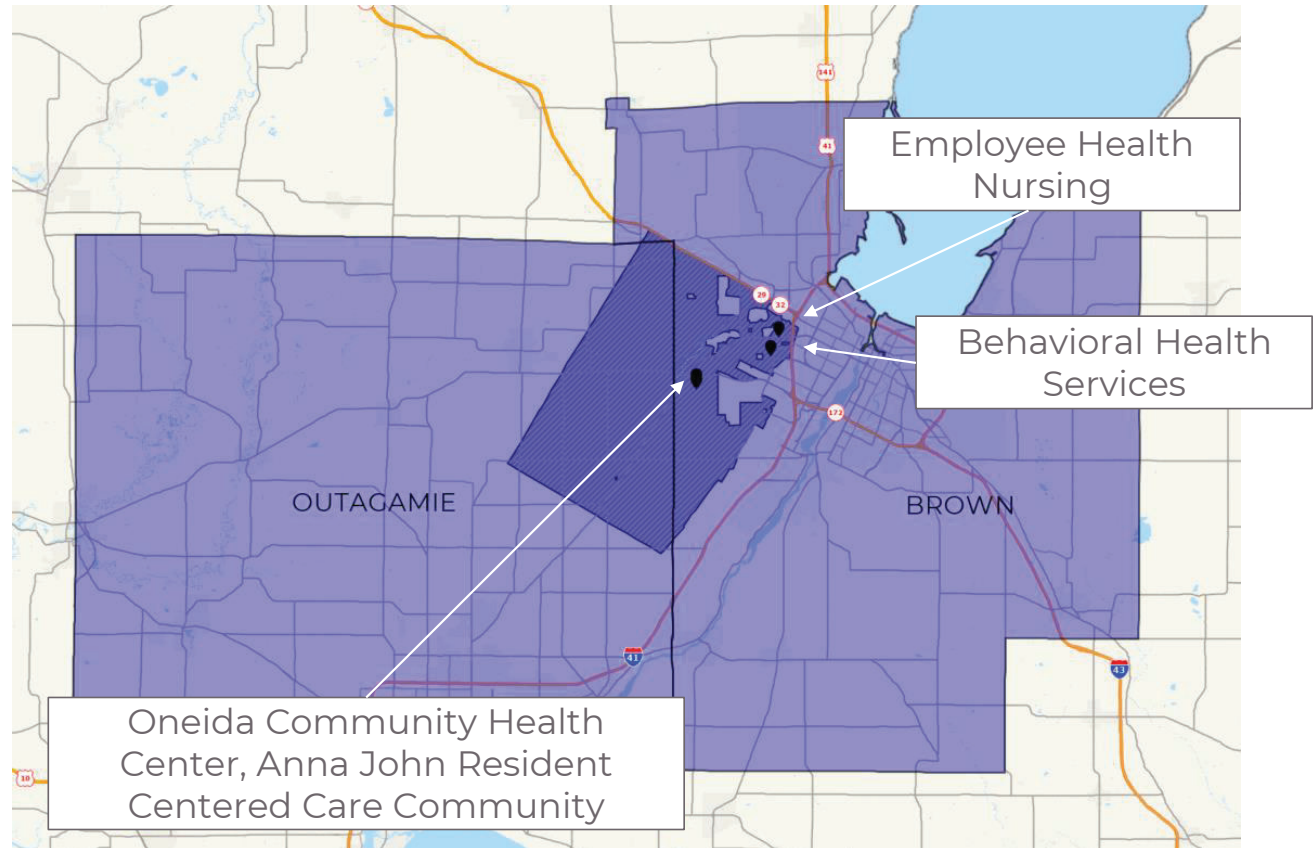 141
41
Employee Health
Nursing
29
32
Behavioral Health
Services
172
OUTAGAMIE
BROWN
41
43
10
Oneida Community Health
Center, Anna John Resident
Centered Care Community